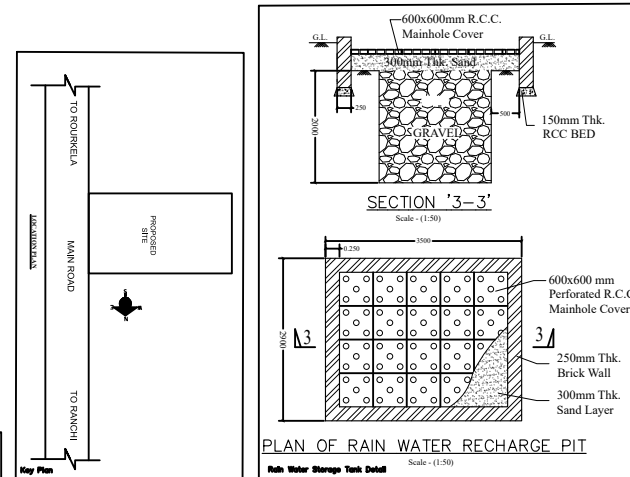 TO ROURKELA
LOCATION PLAN
MAIN ROAD
PROPOSED
SITE
S
N
TO RANCHI
Key Plan
600x600mm R.C.C.
Mainhole Cover
G.L.
G.L.
300mm Thk. Sand
250
500
2000
GRAVEL
150mm Thk.
RCC BED
SECTION '3-3'
Scale - (1:50)
3500
0.250
600x600 mm
Perforated R.C.C
Mainhole Cover
2900
3
3
250mm Thk.
Brick Wall
300mm Thk.
Sand Layer
PLAN OF RAIN WATER RECHARGE PIT
Scale - (1:50)
Rain Water Storage Tank Detail